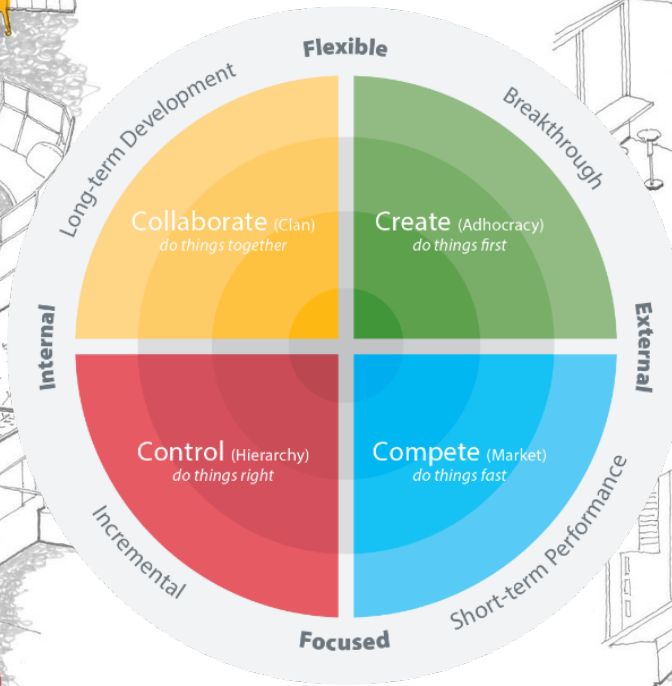 Flexible
Long-term Development
Breakthrough
Collaborate (Clan)
do things together
Create (Adhocracy)
do things first
Internal
External
Control (Hierarchy)
do things right
Compete (Market)
do things fast
Incremental
Short-term Performance
Focused